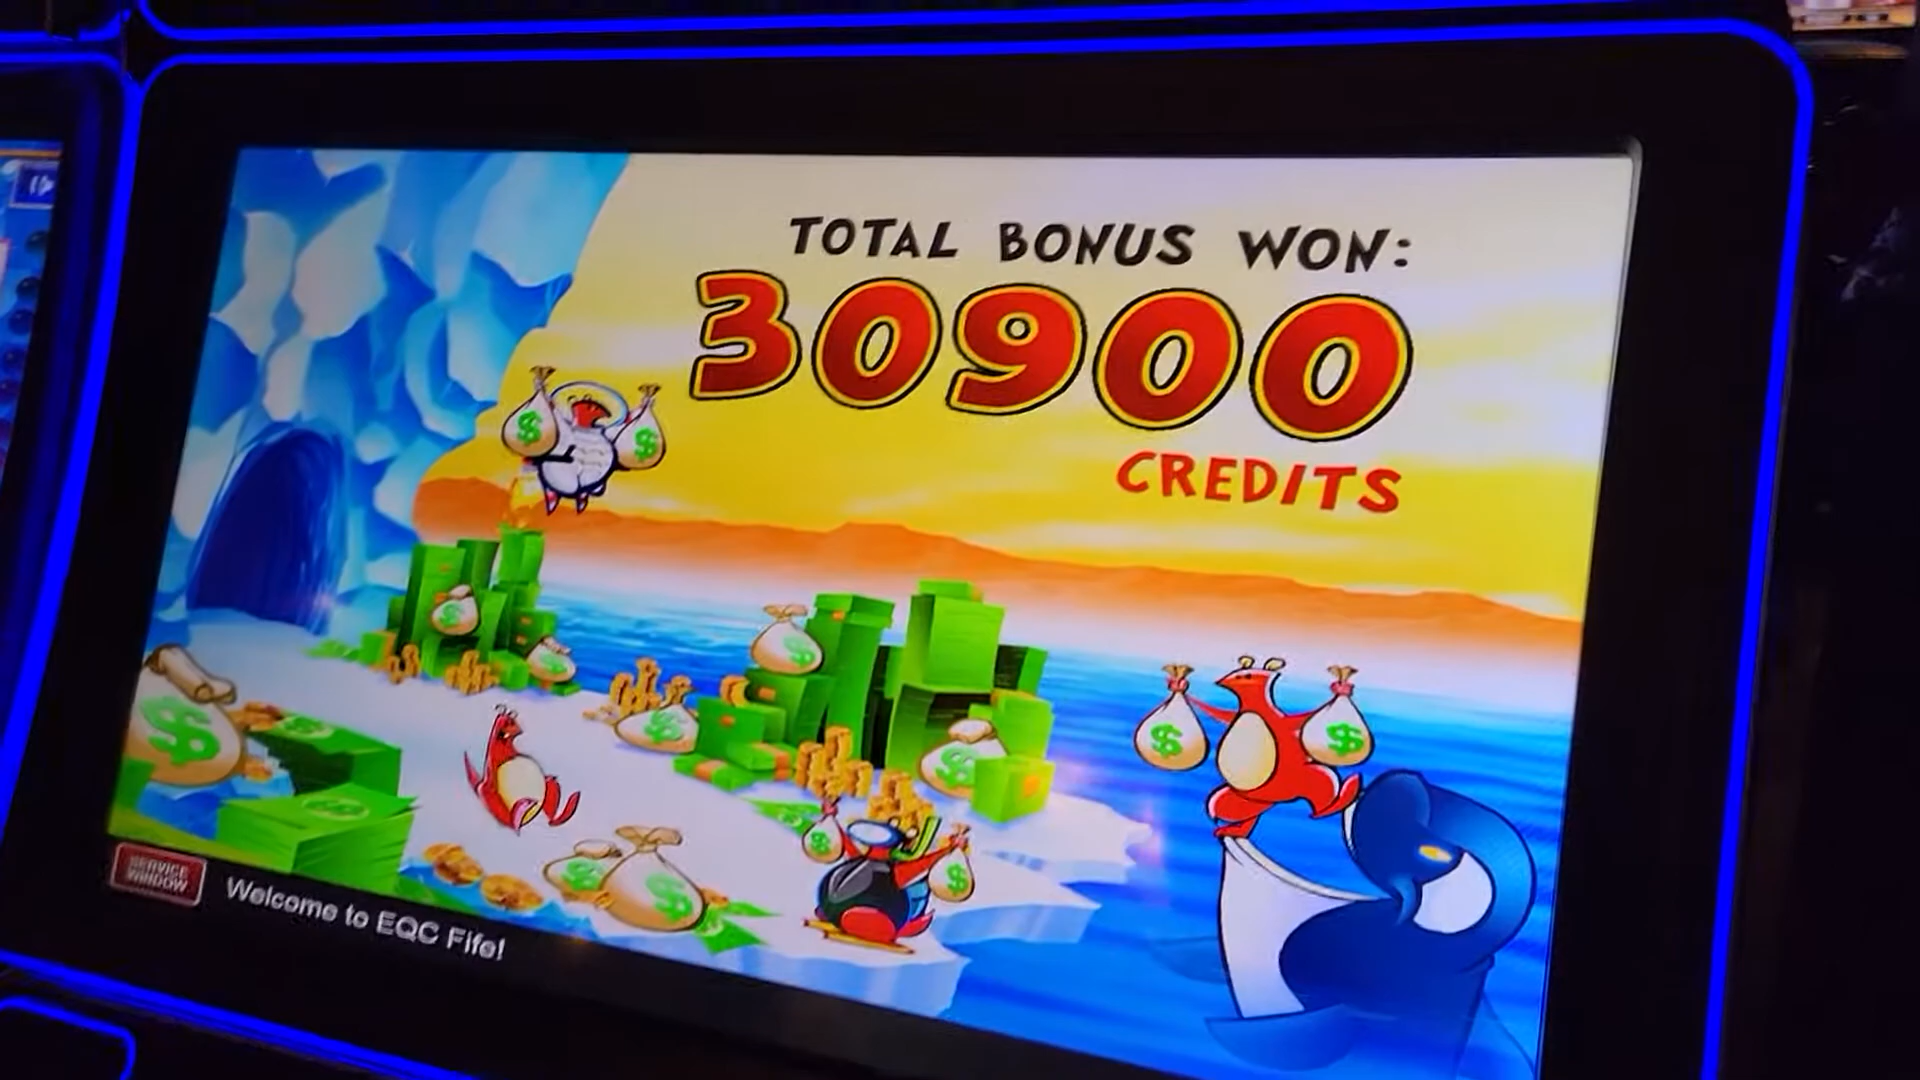 TOTAL BONUS WON:
30900
CREDITS
$ $
$
$
$
$
$
$
$
$ $
$ $
$ $
SERVICE
WINDOW
Welcome to EQC Fife!